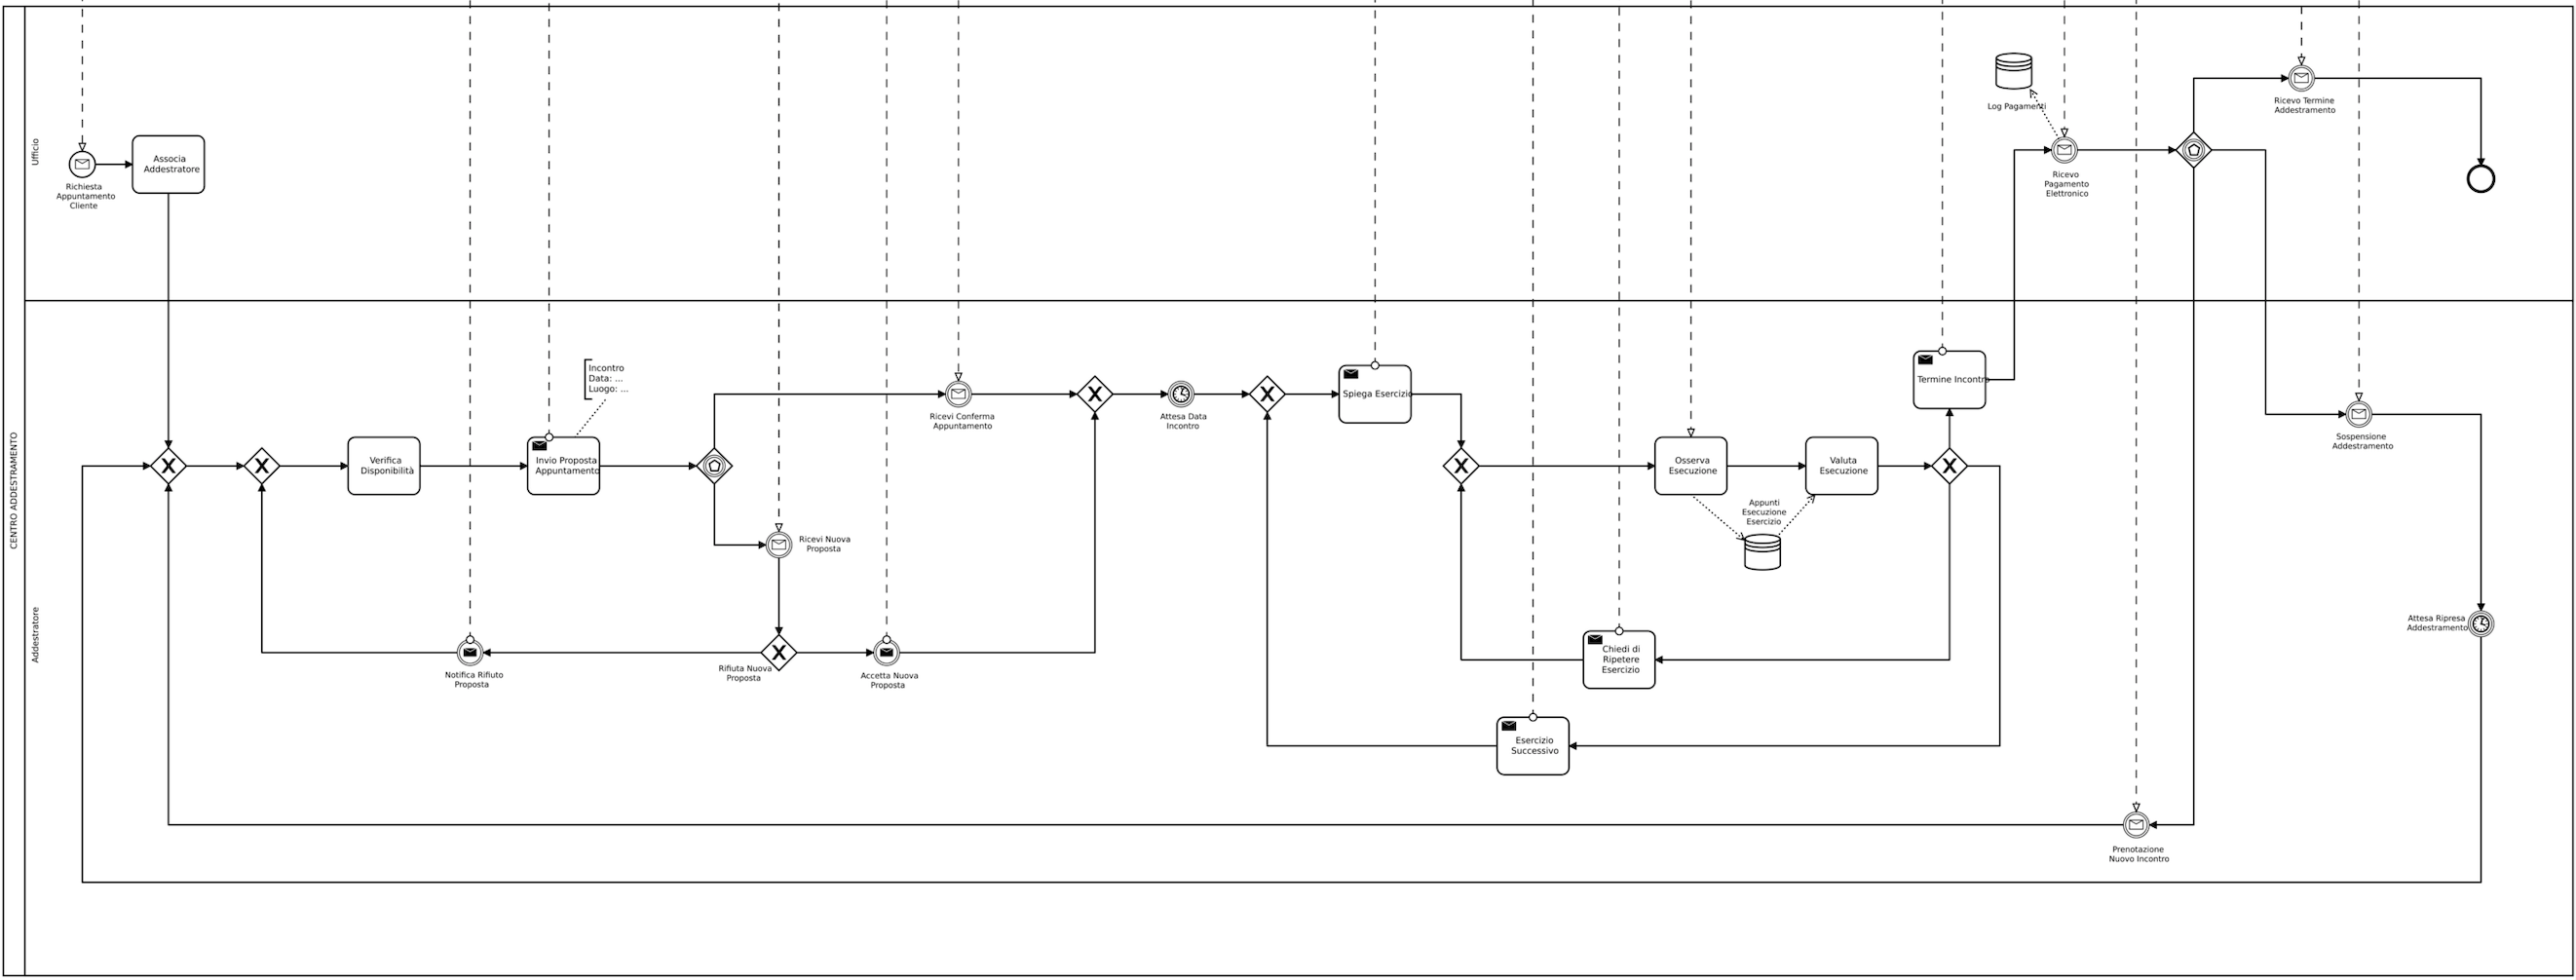 CENTRO ADDESTRAMENTO
Ufficio
Richiesta
Appuntamento
Cliente
Associa
Addestratore
Log Pagamenti
Ricevo
Pagamento
Elettronico
Ricevo Termine
Addestramento
Addestratore
Verifica
Disponibilità
Invio Proposta
Appuntamento
Incontro
Data: ...
Luogo: ...
Ricevi Conferma
Appuntamento
Ricevi Nuova
Proposta
Notifica Rifiuto
Proposta
Rifiuta Nuova
Proposta
Accetta Nuova
Proposta
Attesa Data
Incontro
Spiega Esercizio
Osserva
Esecuzione
Valuta
Esecuzione
Appunti
Esecuzione
Esercizio
Chiedi di
Ripetere
Esercizio
Esercizio
Successivo
Termine Incontro
Sospensione
Addestramento
Attesa Ripresa
Addestramento
Prenotazione
Nuovo Incontro